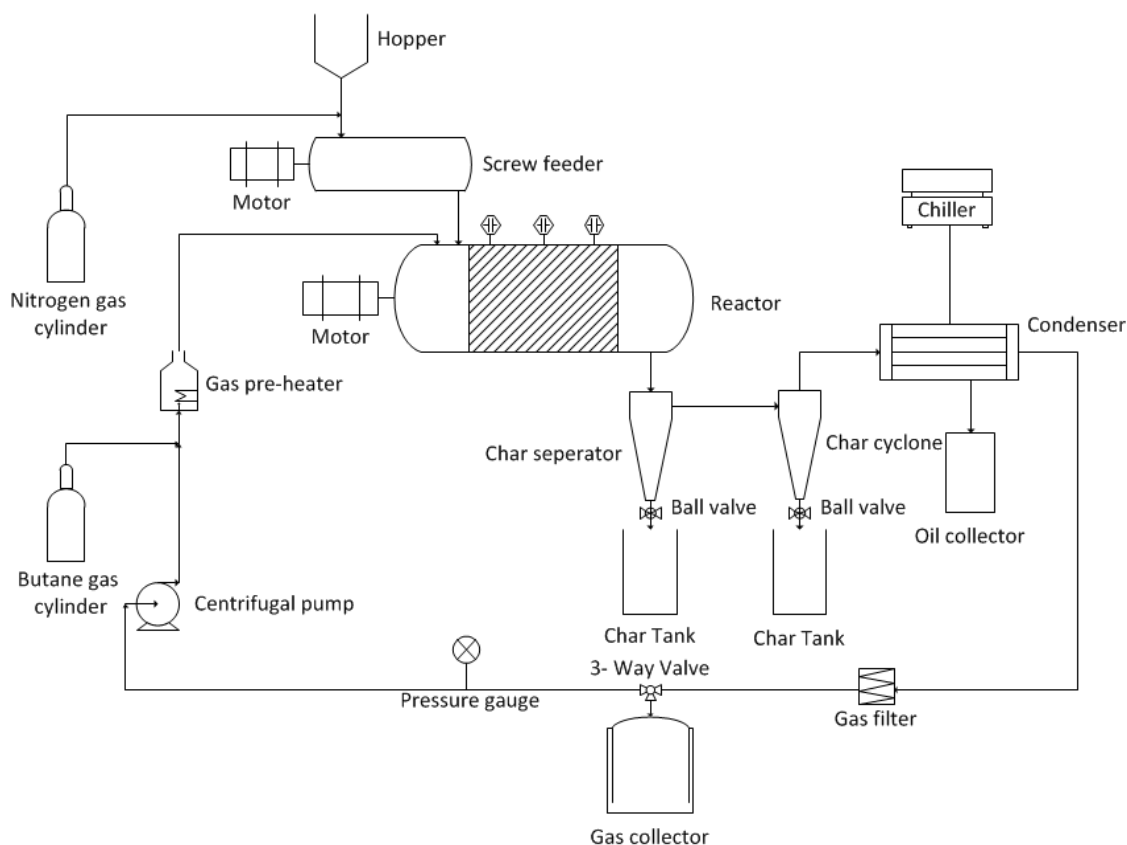 Hopper
Screw feeder
Motor
Chiller
Nitrogen gas
cylinder
Motor
Reactor
Condenser
Gas pre-heater
Char seperator
Char cyclone
Ball valve
Ball valve
Oil collector
Butane gas
cylinder
Centrifugal pump
Char Tank
Char Tank
3- Way Valve
Pressure gauge
Gas filter
Gas collector